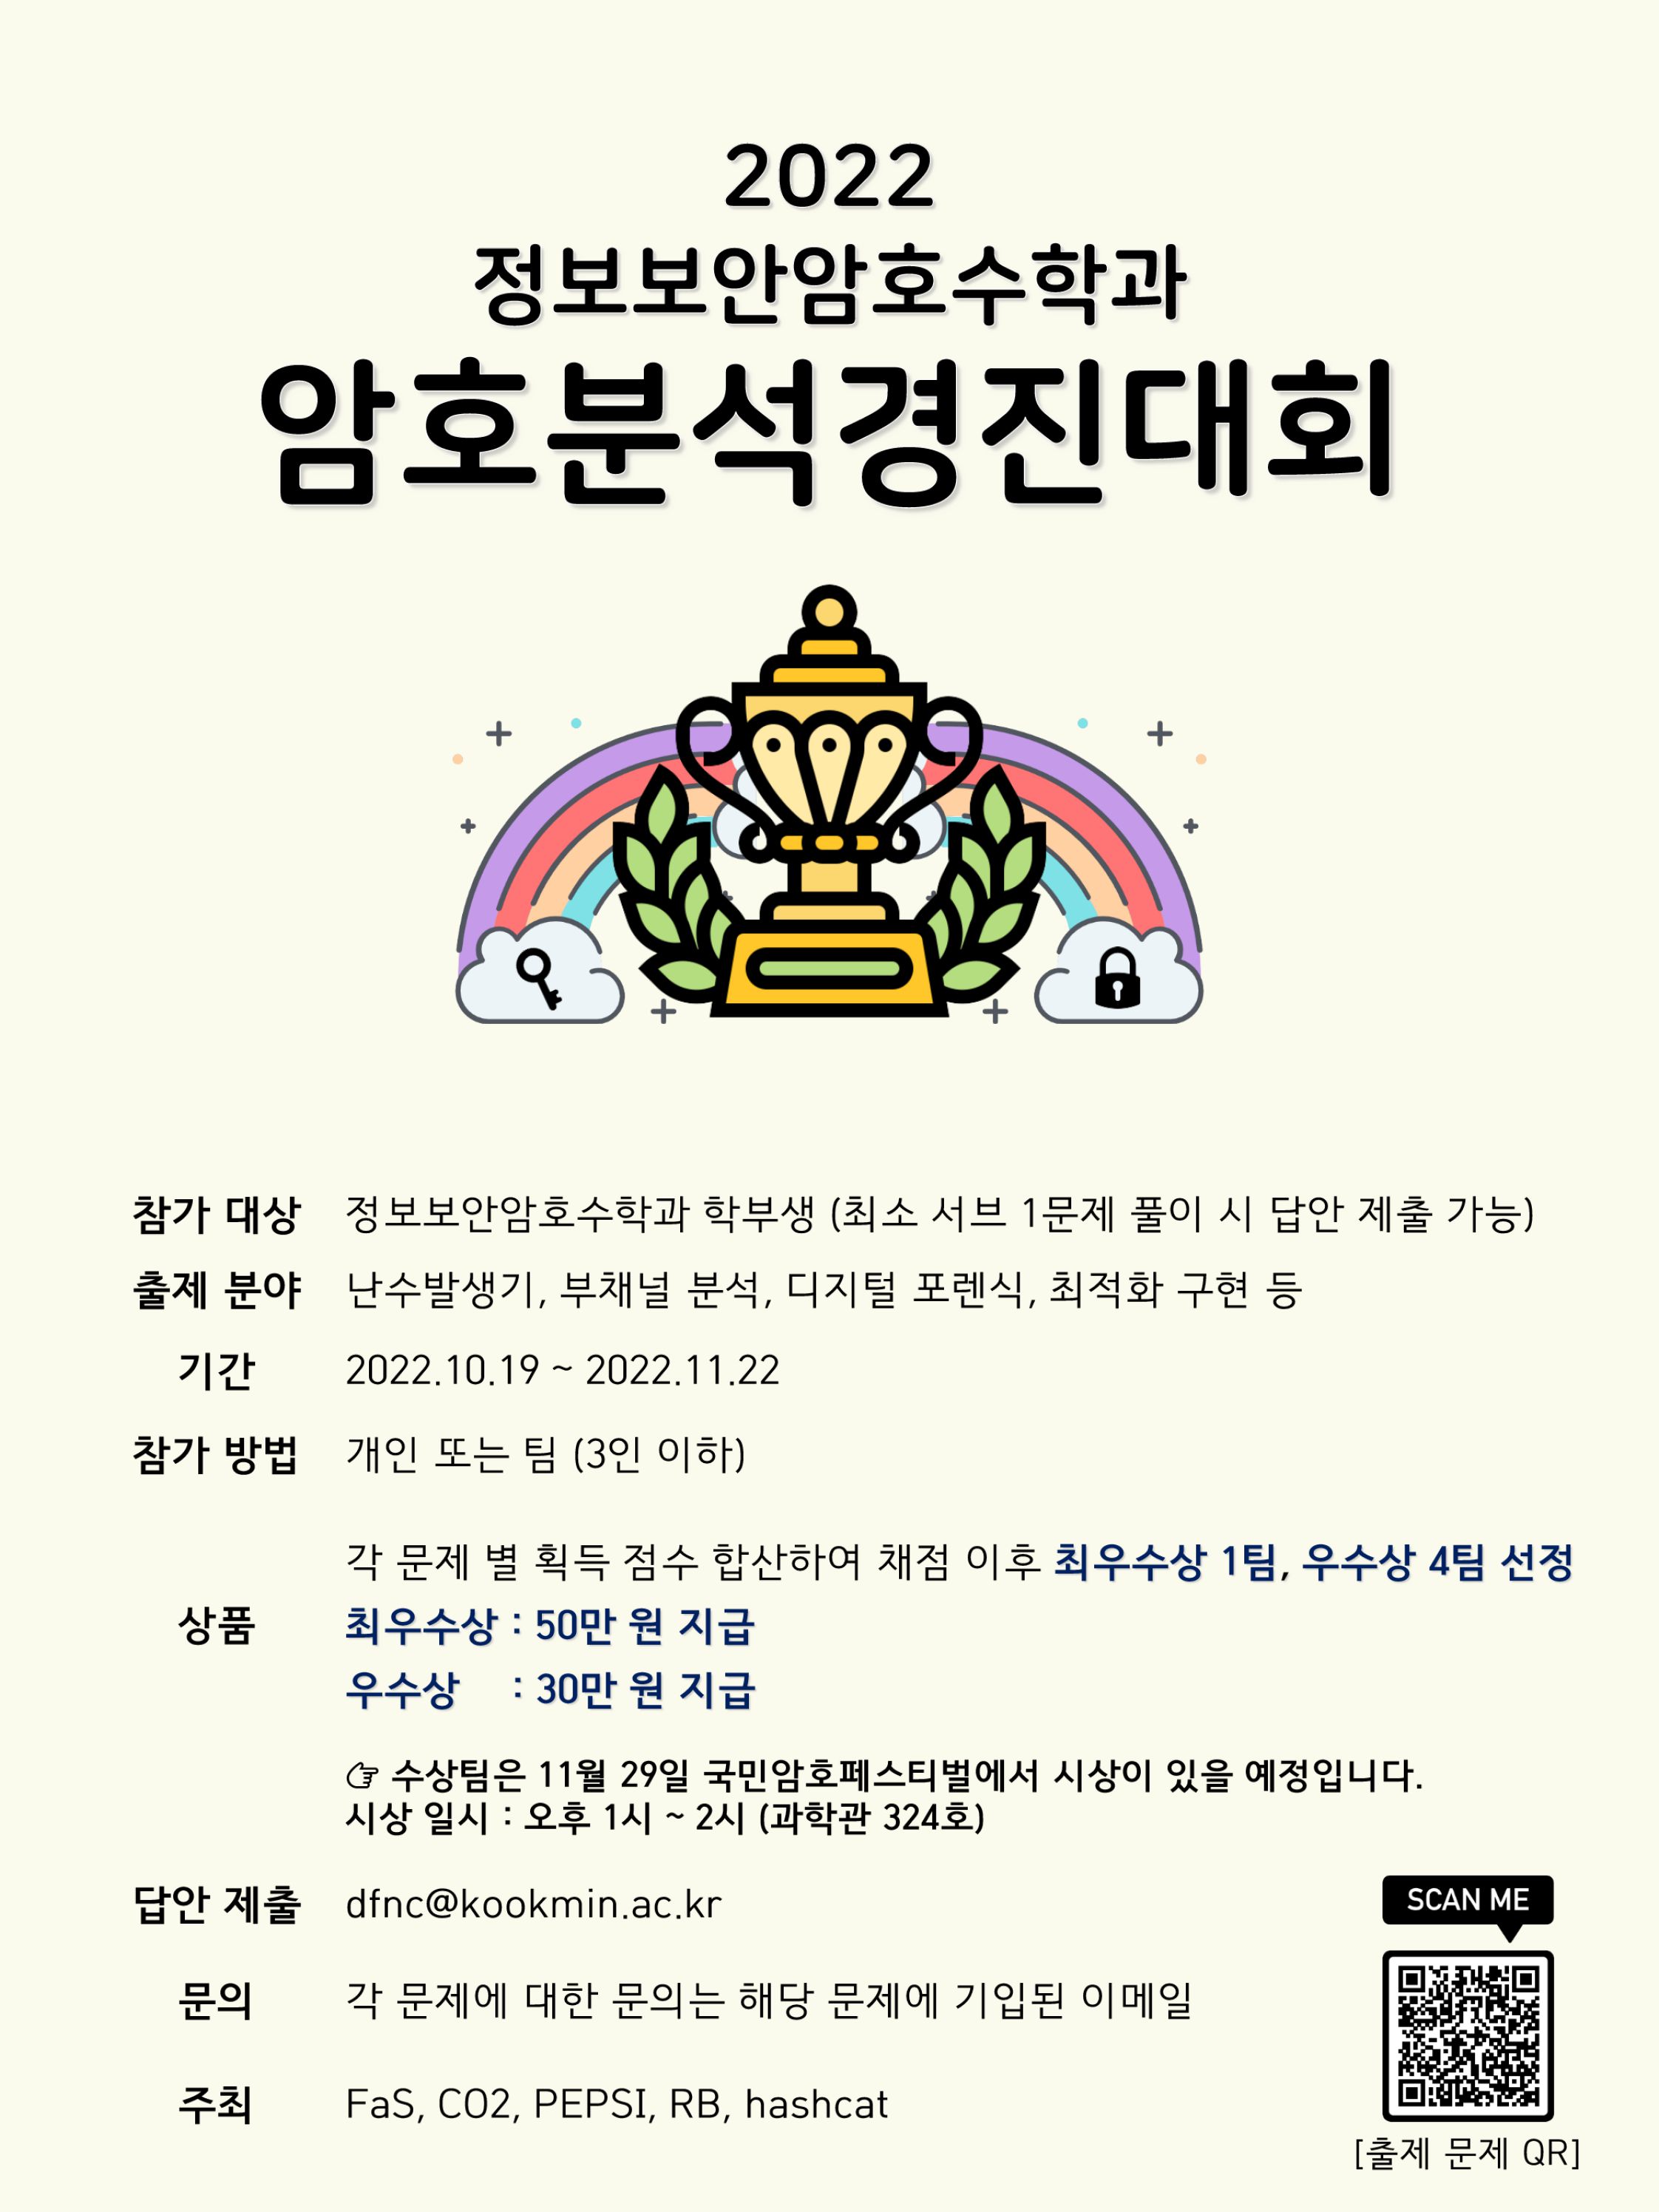 2022
정보보안암호수학과
암호분석경진대회
참가 대상 정보보안암호수학과 학부생 (최소 서브 1문제 풀이 시 답안 제출 가능)
출제 분야 난수발생기, 부채널 분석, 디지털 포렌식, 최적화 구현 등
기간 2022.10.19 ~ 2022.11.22
참가 방법 개인 또는 팀 (3인 이하)
각 문제 별 획득 점수 합산하여 채점 이후 최우수상 1팀, 우수상 4팀 선정
상품 최우수상 : 50만 원 지급
우수상 : 30만 원 지급
☞ 수상팀은 11월 29일 국민암호페스티벌에서 시상이 있을 예정입니다.
시상 일시 : 오후 1시 ~ 2시 (과학관 324호)
답안 제출 dfnc@kookmin.ac.kr
SCAN ME
문의 각 문제에 대한 문의는 해당 문제에 기입된 이메일
주최 FaS, CO2, PEPSI, RB, hashcat
[출제 문제 QR]